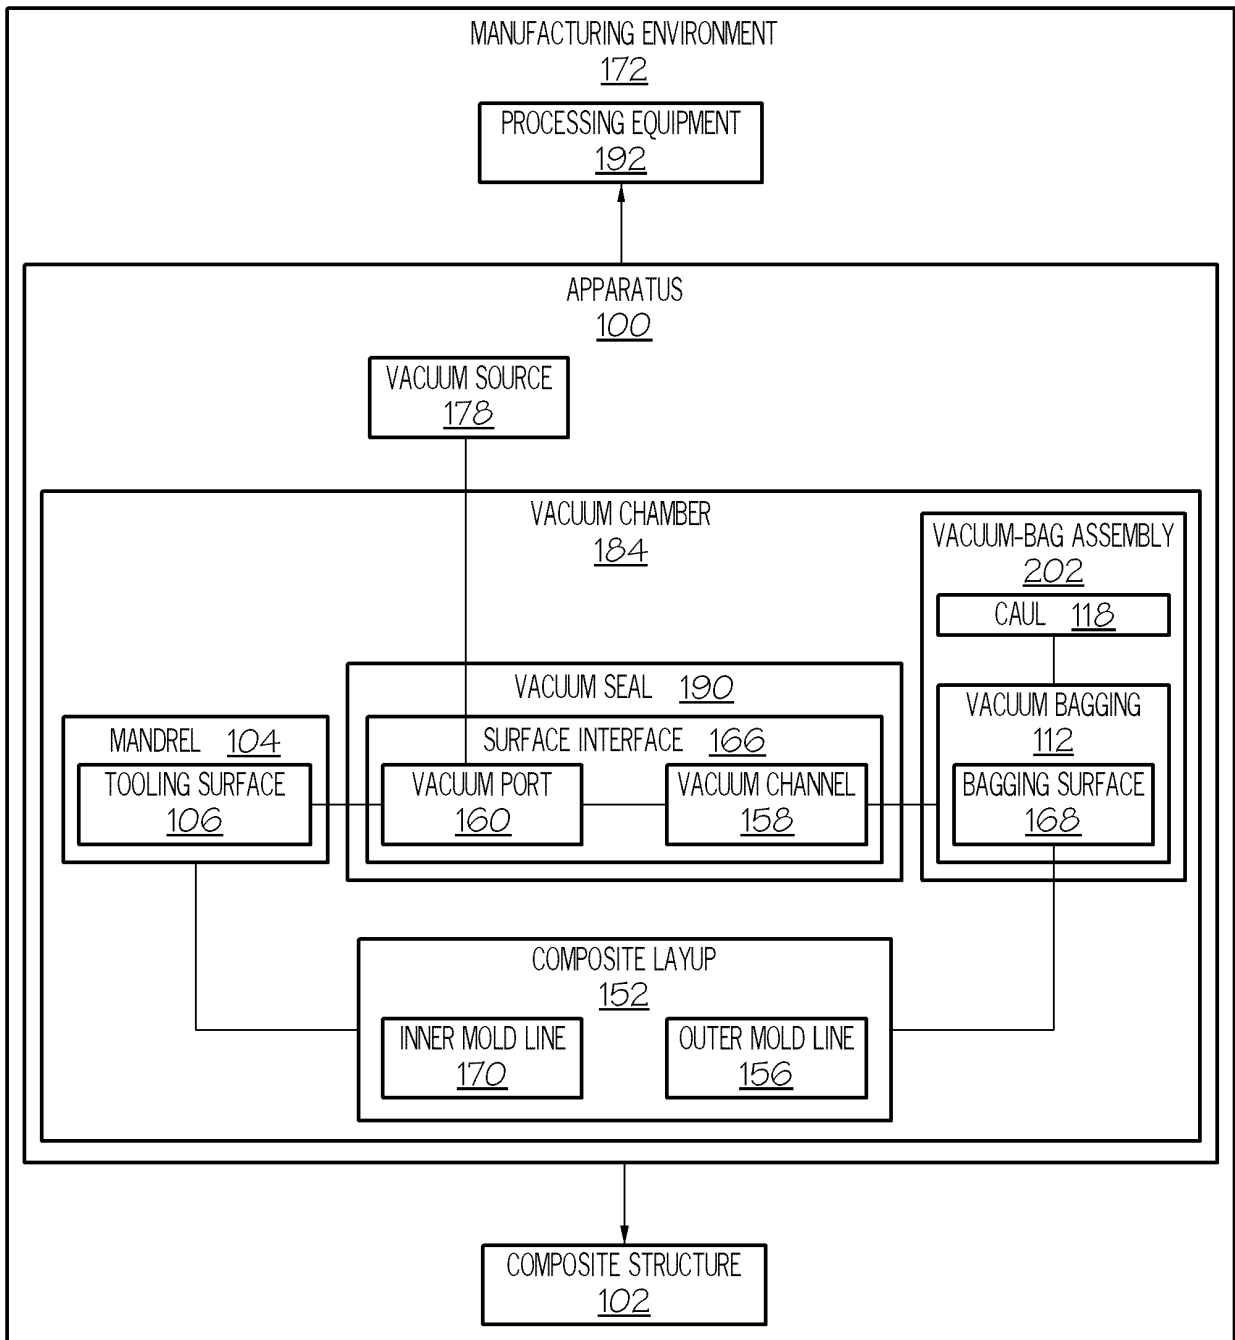 MANUFACTURING ENVIRONMENT
172
PROCESSING EQUIPMENT
192
APPARATUS
100
VACUUM SOURCE
178
VACUUM CHAMBER
184
VACUUM-BAG ASSEMBLY
202
CAUL 118
VACUUM SEAL 190
VACUUM BAGGING
112
MANDREL 104
SURFACE INTERFACE 166
TOOLING SURFACE
106
VACUUM PORT
160
VACUUM CHANNEL
158
BAGGING SURFACE
168
COMPOSITE LAYUP
152
INNER MOLD LINE
170
OUTER MOLD LINE
156
COMPOSITE STRUCTURE
102